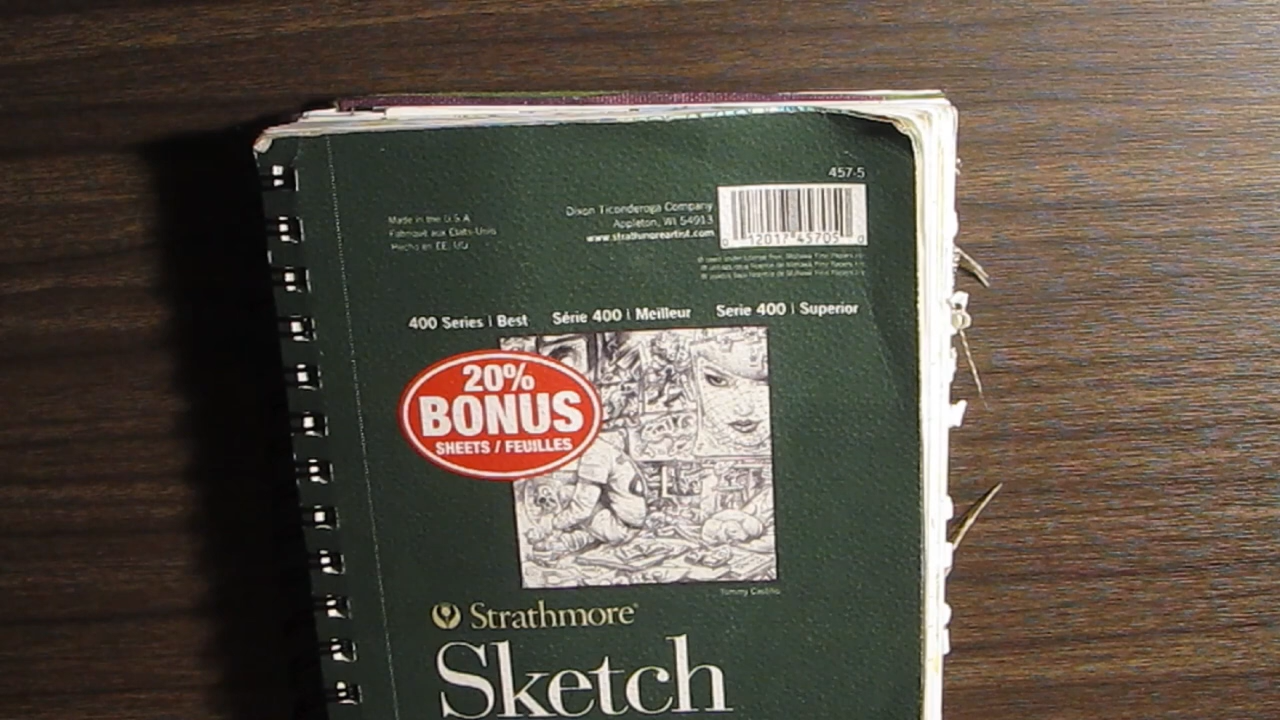 457-5
Made in the U.S.A.
Fabriqué aux États-Unis
Hecho en EE. UU.
Dixon Ticonderoga Company
Appleton, WI 54913
www.strathmoreartist.com
0 12017 45705 0
400 Series | Best
Série 400 | Meilleur
Serie 400 | Superior
20%
BONUS
SHEETS / FEUILLES
Tommy Castillo
Strathmore®
Sketch